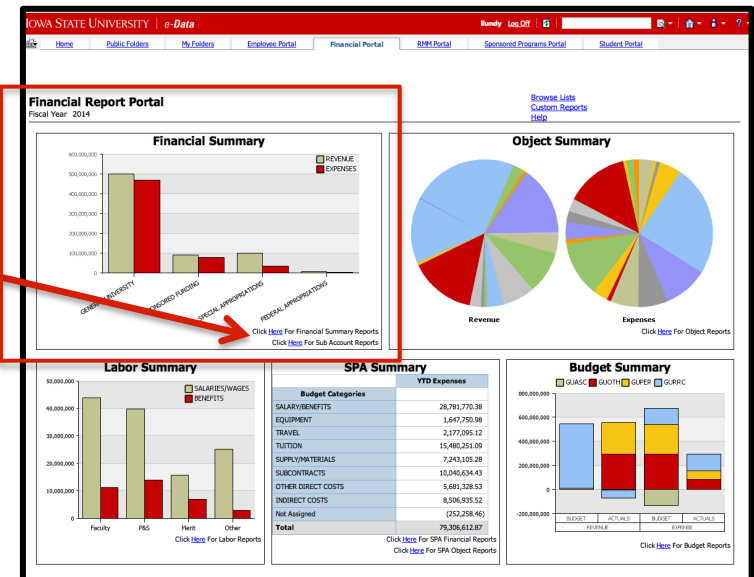 IOWA STATE UNIVERSITY | e-Data
llundy Log Off
Home Public Folders My Folders Employee Portal Financial Portal RMM Portal Sponsored Programs Portal Student Portal
Financial Report Portal
Fiscal Year 2014
Browse Lists
Custom Reports
Help
Financial Summary
600,000,000
500,000,000
400,000,000
300,000,000
200,000,000
100,000,000
0
REVENUE
EXPENSES
GENERAL UNIVERSITY
SPONSORED FUNDING
SPECIAL APPROPRIATIONS
FEDERAL APPROPRIATIONS
Click Here For Financial Summary Reports
Click Here For Sub Account Reports
Object Summary
Revenue Expenses
Click Here For Object Reports
Labor Summary
50,000,000
40,000,000
30,000,000
20,000,000
10,000,000
0
SALARIES/WAGES
BENEFITS
Faculty P&S Merit Other
Click Here For Labor Reports
SPA Summary
YTD Expenses
Budget Categories
SALARY/BENEFITS 28,781,770.38
EQUIPMENT 1,647,750.98
TRAVEL 2,177,095.12
TUITION 15,480,251.09
SUPPLY/MATERIALS 7,243,105.28
SUBCONTRACTS 10,040,634.43
OTHER DIRECT COSTS 5,681,328.53
INDIRECT COSTS 8,506,935.52
Not Assigned (252,258.46)
Total 79,306,612.87
Click Here For SPA Financial Reports
Click Here For SPA Object Reports
Budget Summary
GUASC GUOTH GUPER GURRC
800,000,000
600,000,000
400,000,000
200,000,000
0
-200,000,000
BUDGET ACTUALS BUDGET ACTUALS
REVENUE EXPENSE
Click Here For Budget Reports